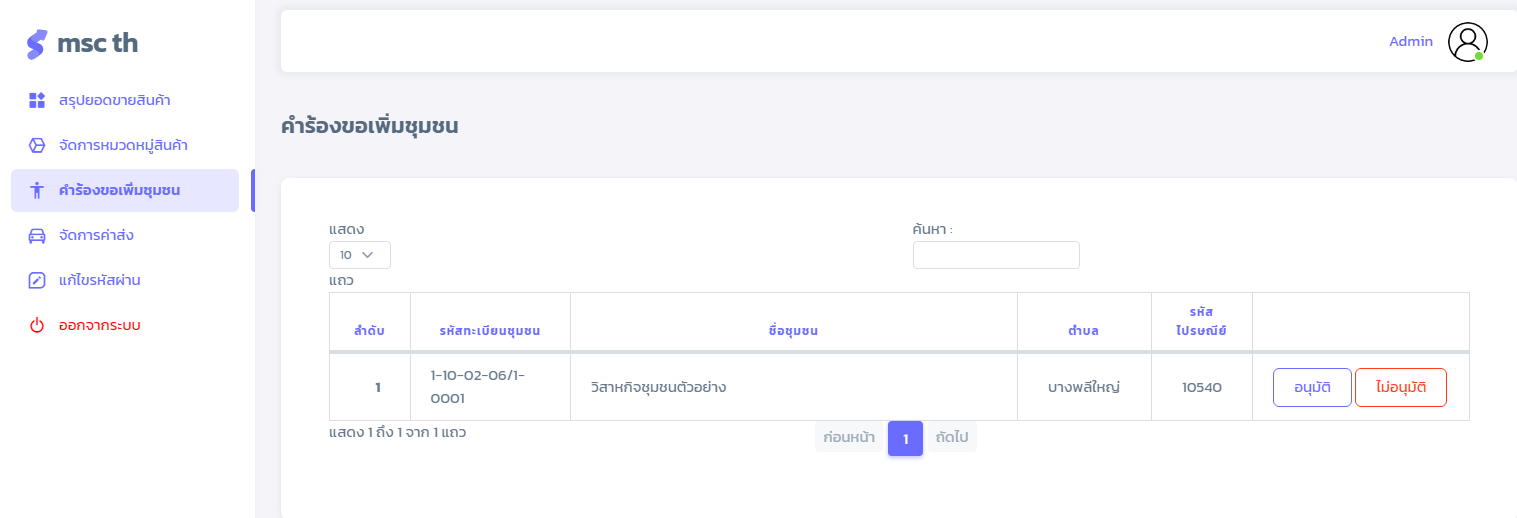 msc th
Admin
สรุปยอดขายสินค้า
จัดการหมวดหมู่สินค้า
คำร้องขอเพิ่มชุมชน
จัดการค่าส่ง
แก้ไขรหัสผ่าน
ออกจากระบบ
คำร้องขอเพิ่มชุมชน
แสดง
10
แถว
ค้นหา :
ลำดับ
รหัสทะเบียนชุมชน
ชื่อชุมชน
ตำบล
รหัส
ไปรษณีย์
1
1-10-02-06/1-
0001
วิสาหกิจชุมชนตัวอย่าง
บางพลีใหญ่
10540
อนุมัติ
ไม่อนุมัติ
แสดง 1 ถึง 1 จาก 1 แถว
ก่อนหน้า
1
ถัดไป